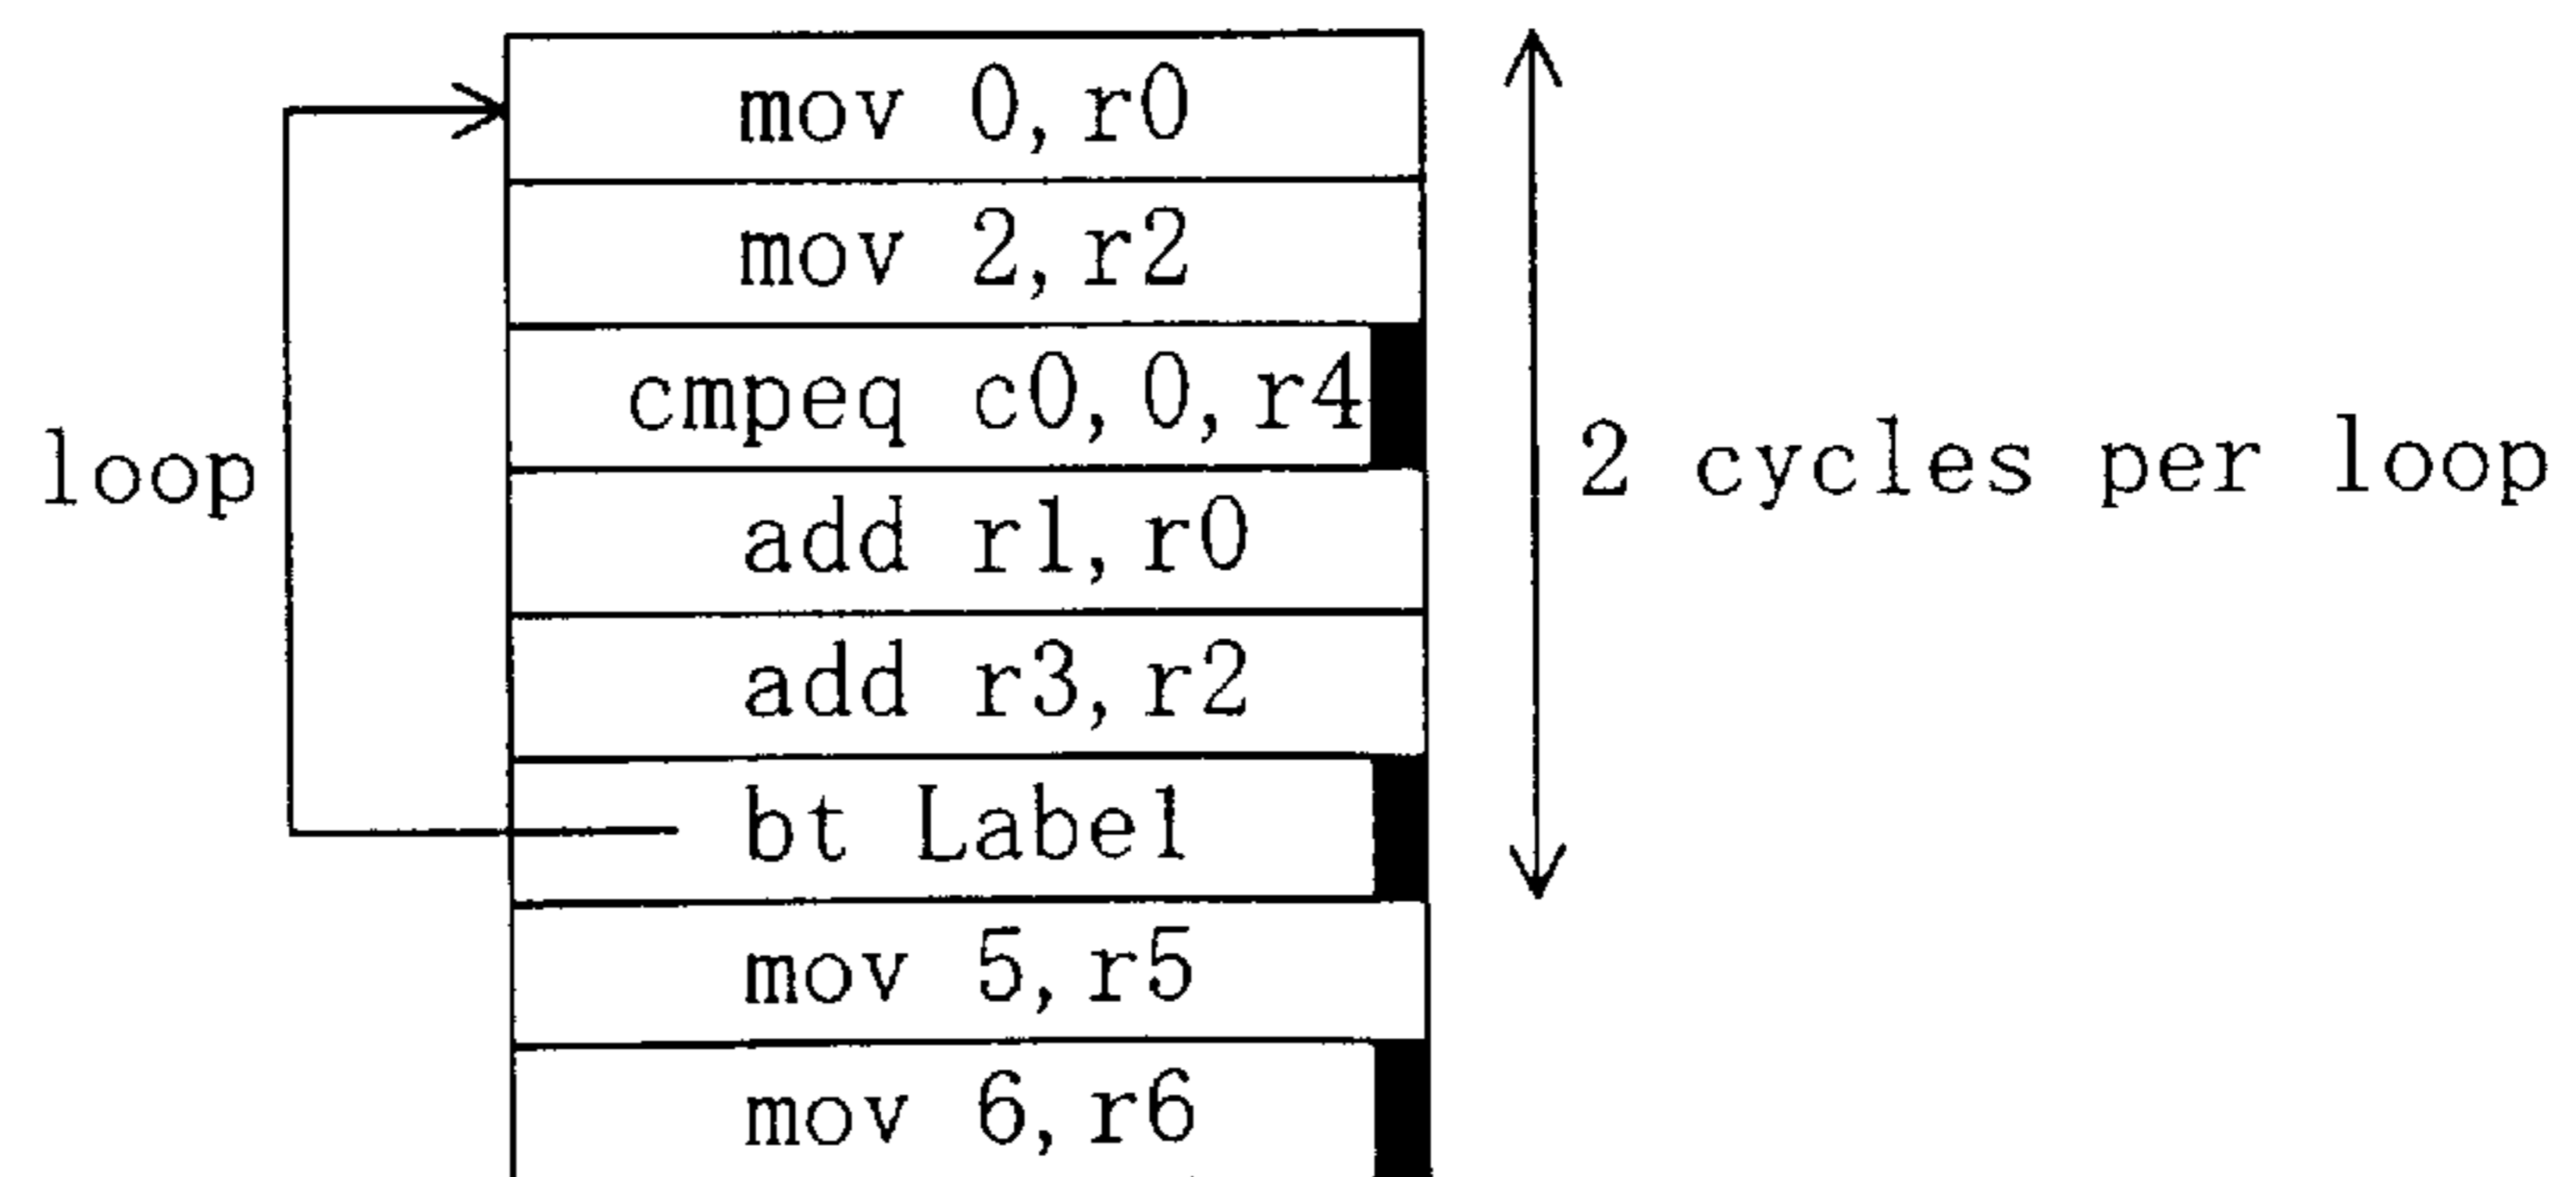 mov 0,r0
mov 2,r2
cmpeq c0,0,r4
loop
2 cycles per loop
add r1,r0
add r3,r2
bt Label
mov 5,r5
mov 6,r6